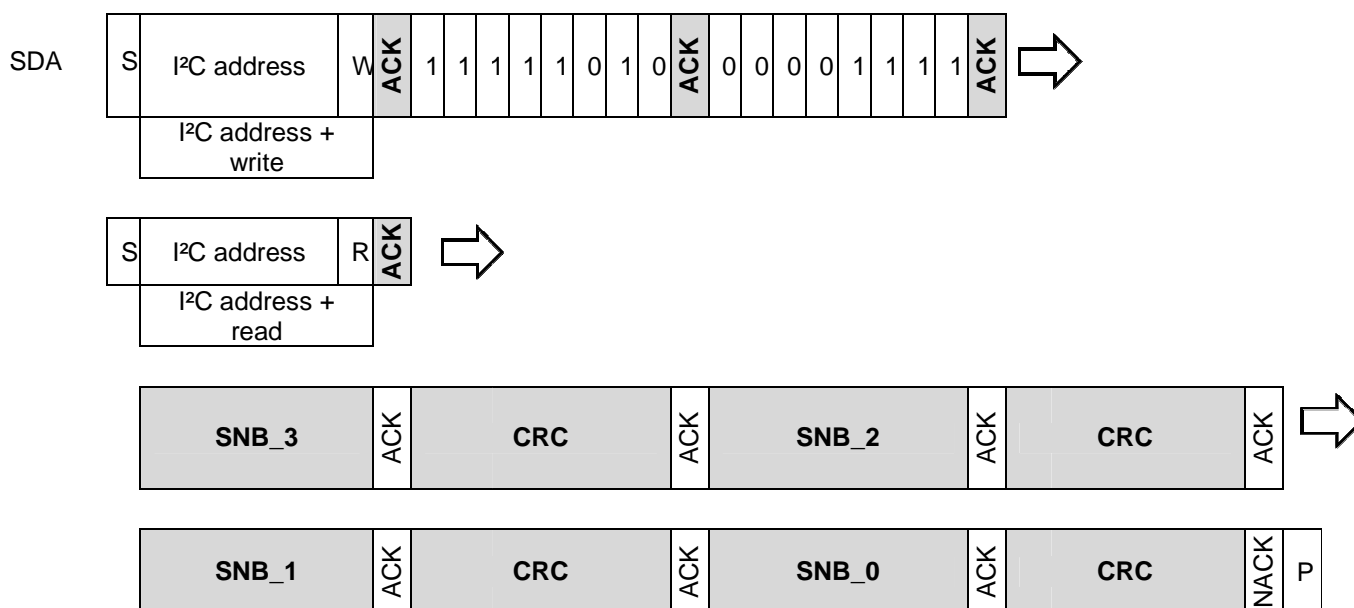 SDA S I²C address W ACK 1 1 1 1 1 0 1 0 ACK 0 0 0 0 1 1 1 1 ACK
I²C address +
write
S I²C address R ACK
I²C address +
read
SNB_3 ACK CRC ACK SNB_2 ACK CRC ACK
SNB_1 ACK CRC ACK SNB_0 ACK CRC NACK P